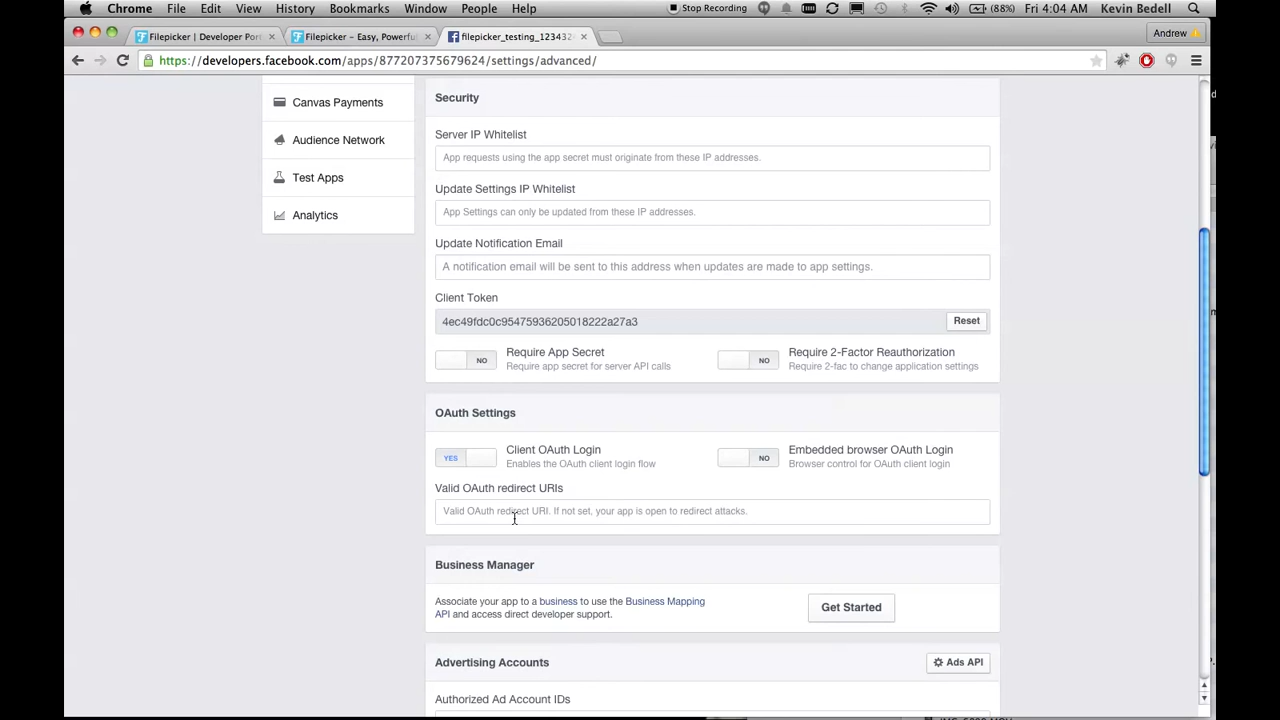 Chrome File Edit View History Bookmarks Window People Help Stop Recording (88%) Fri 4:04 AM Kevin Bedell
Filepicker | Developer Por Filepicker – Easy, Powerfu filepicker_testing_123432 Andrew
https://developers.facebook.com/apps/877207375679624/settings/advanced/
Canvas Payments
Audience Network
Test Apps
Analytics
Security
Server IP Whitelist
App requests using the app secret must originate from these IP addresses.
Update Settings IP Whitelist
App Settings can only be updated from these IP addresses.
Update Notification Email
A notification email will be sent to this address when updates are made to app settings.
Client Token
4ec49fdc0c95475936205018222a27a3 Reset
NO Require App Secret NO Require 2-Factor Reauthorization
Require app secret for server API calls Require 2-fac to change application settings
OAuth Settings
YES Client OAuth Login NO Embedded browser OAuth Login
Enables the OAuth client login flow Browser control for OAuth client login
Valid OAuth redirect URIs
Valid OAuth redirect URI. If not set, your app is open to redirect attacks.
Business Manager
Associate your app to a business to use the Business Mapping
API and access direct developer support.
Get Started
Advertising Accounts Ads API
Authorized Ad Account IDs